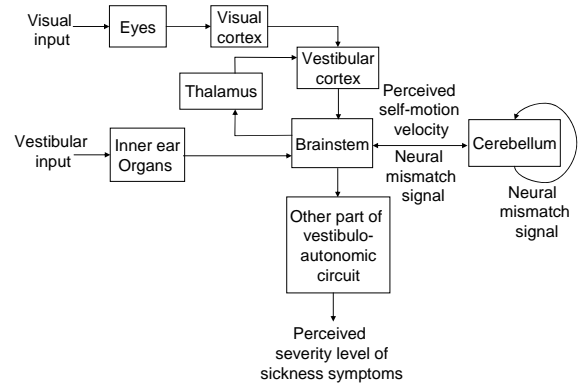 Visual
input
Eyes
Visual
cortex
Vestibular
cortex
Thalamus
Perceived
self-motion
velocity
Vestibular
input
Inner ear
Organs
Brainstem
Cerebellum
Neural
mismatch
signal
Neural
mismatch
signal
Other part of
vestibulo-
autonomic
circuit
Perceived
severity level of
sickness symptoms